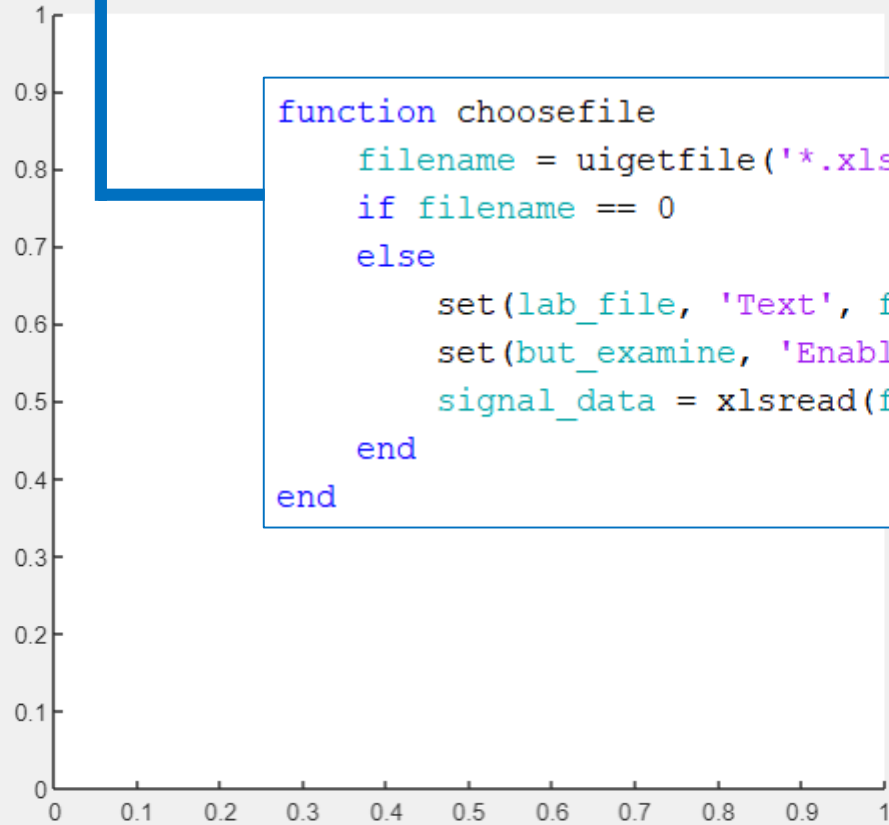 1
0.9
0.8
0.7
0.6
0.5
0.4
0.3
0.2
0.1
0
function choosefile
filename = uigetfile('*.xls
if filename == 0
else
set(lab_file, 'Text', f
set(but_examine, 'Enabl
signal_data = xlsread(f
end
end
0 0.1 0.2 0.3 0.4 0.5 0.6 0.7 0.8 0.9 1